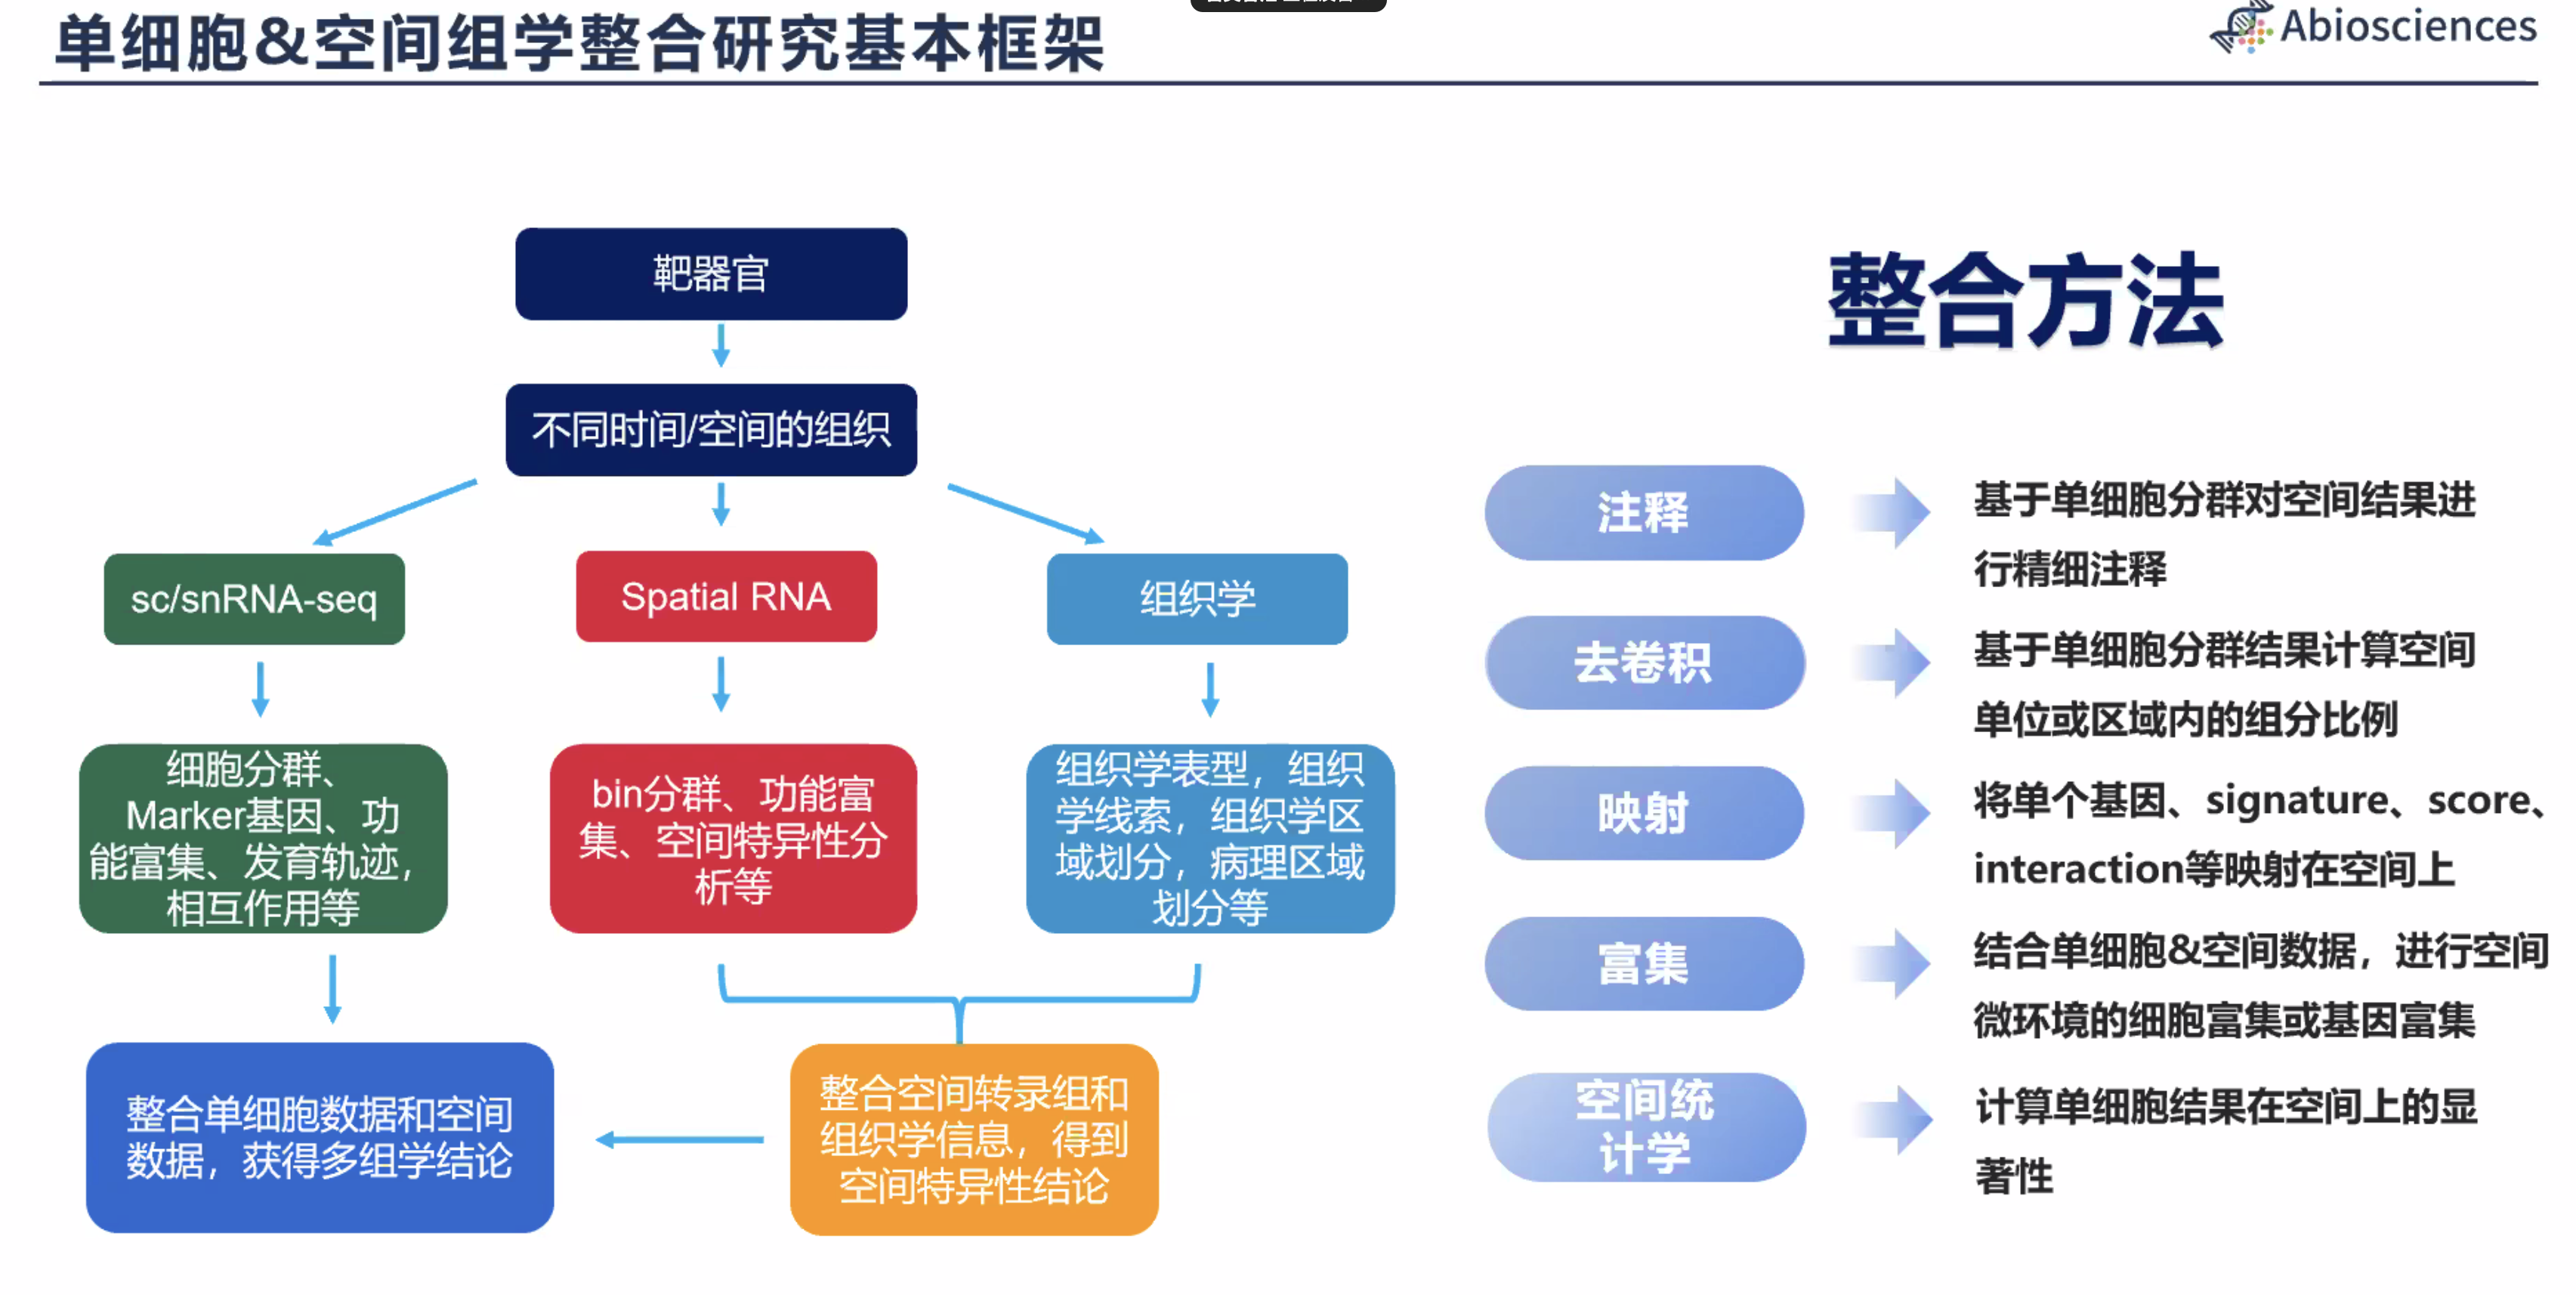 单细胞&空间组学整合研究基本框架
Abiosciences
靶器官
不同时间/空间的组织
sc/snRNA-seq
Spatial RNA
组织学
细胞分群、
Marker基因、功
能富集、发育轨迹，
相互作用等
bin分群、功能富
集、空间特异性分
析等
组织学表型，组织
学线索，组织学区
域划分，病理区域
划分等
整合单细胞数据和空间
数据，获得多组学结论
整合空间转录组和
组织学信息，得到
空间特异性结论
整合方法
注释
基于单细胞分群对空间结果进
行精细注释
去卷积
基于单细胞分群结果计算空间
单位或区域内的组分比例
映射
将单个基因、signature、score、
interaction等映射在空间上
富集
结合单细胞&空间数据，进行空间
微环境的细胞富集或基因富集
空间统
计学
计算单细胞结果在空间上的显
著性